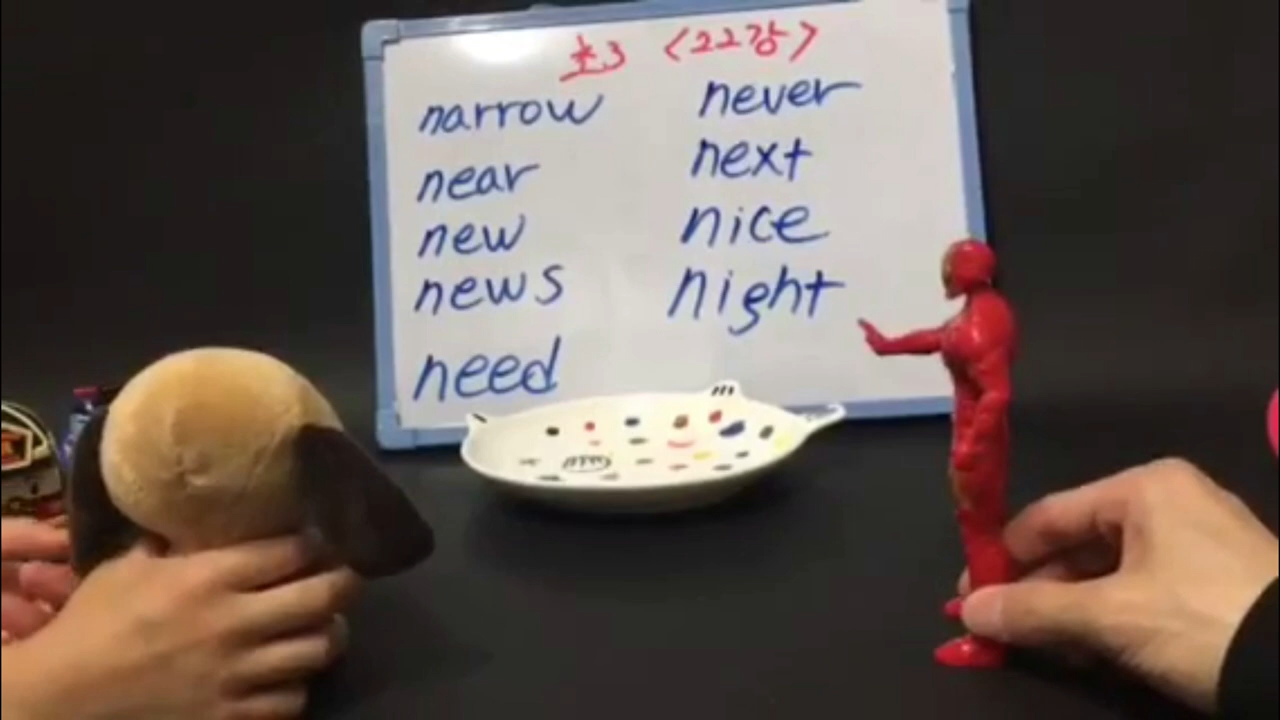 초3 <22강>
narrow
near
new
news
need
never
next
nice
night